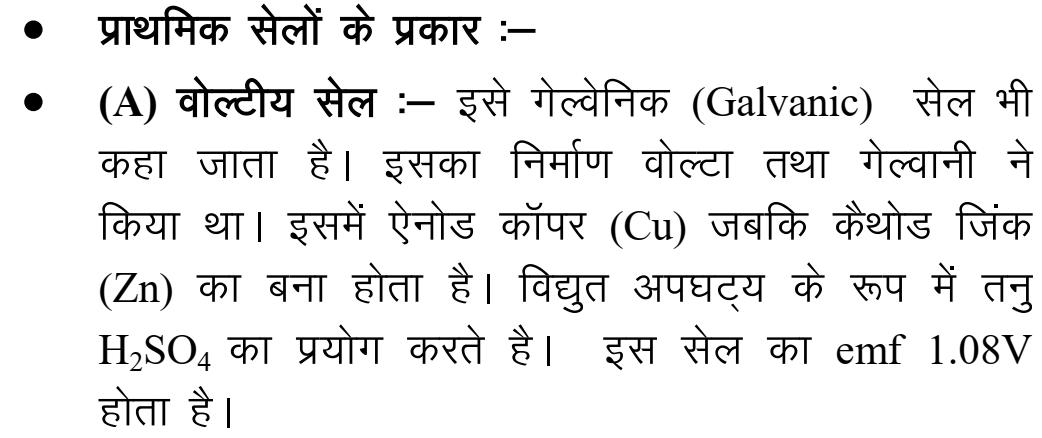 • प्राथमिक सेलों के प्रकार :–
• (A) वोल्टीय सेल :– इसे गेल्वेनिक (Galvanic) सेल भी
कहा जाता है। इसका निर्माण वोल्टा तथा गेल्वानी ने
किया था। इसमें ऐनोड कॉपर (Cu) जबकि कैथोड जिंक
(Zn) का बना होता है। विद्युत अपघट्य के रूप में तनु
H₂SO₄ का प्रयोग करते है। इस सेल का emf 1.08V
होता है।